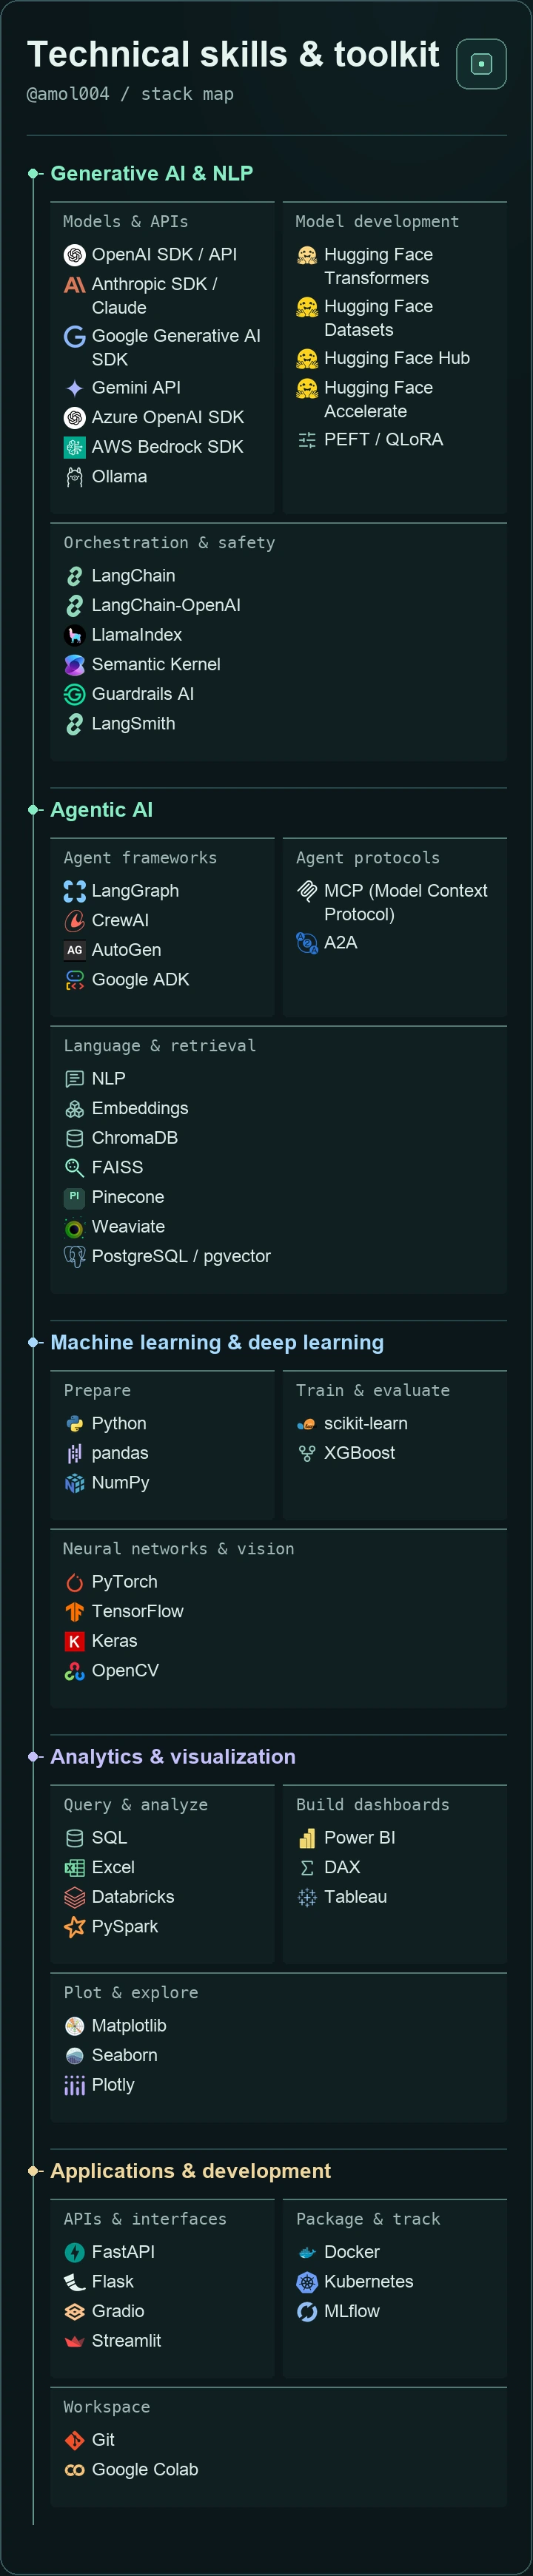 Technical skills & toolkit
@amol004 / stack map
Generative AI & NLP
Models & APIs
OpenAI SDK / API
Anthropic SDK /
Claude
Google Generative AI
SDK
Gemini API
Azure OpenAI SDK
AWS Bedrock SDK
Ollama
Model development
Hugging Face
Transformers
Hugging Face
Datasets
Hugging Face Hub
Hugging Face
Accelerate
PEFT / QLoRA
Orchestration & safety
LangChain
LangChain-OpenAI
LlamaIndex
Semantic Kernel
Guardrails AI
LangSmith
Agentic AI
Agent frameworks
LangGraph
CrewAI
AG AutoGen
Google ADK
Agent protocols
MCP (Model Context
Protocol)
A2A
Language & retrieval
NLP
Embeddings
ChromaDB
FAISS
PI Pinecone
Weaviate
PostgreSQL / pgvector
Machine learning & deep learning
Prepare
Python
pandas
NumPy
Train & evaluate
scikit-learn
XGBoost
Neural networks & vision
PyTorch
TensorFlow
K Keras
OpenCV
Analytics & visualization
Query & analyze
SQL
Excel
Databricks
PySpark
Build dashboards
Power BI
Σ DAX
Tableau
Plot & explore
Matplotlib
Seaborn
Plotly
Applications & development
APIs & interfaces
FastAPI
Flask
Gradio
Streamlit
Package & track
Docker
Kubernetes
MLflow
Workspace
Git
Google Colab